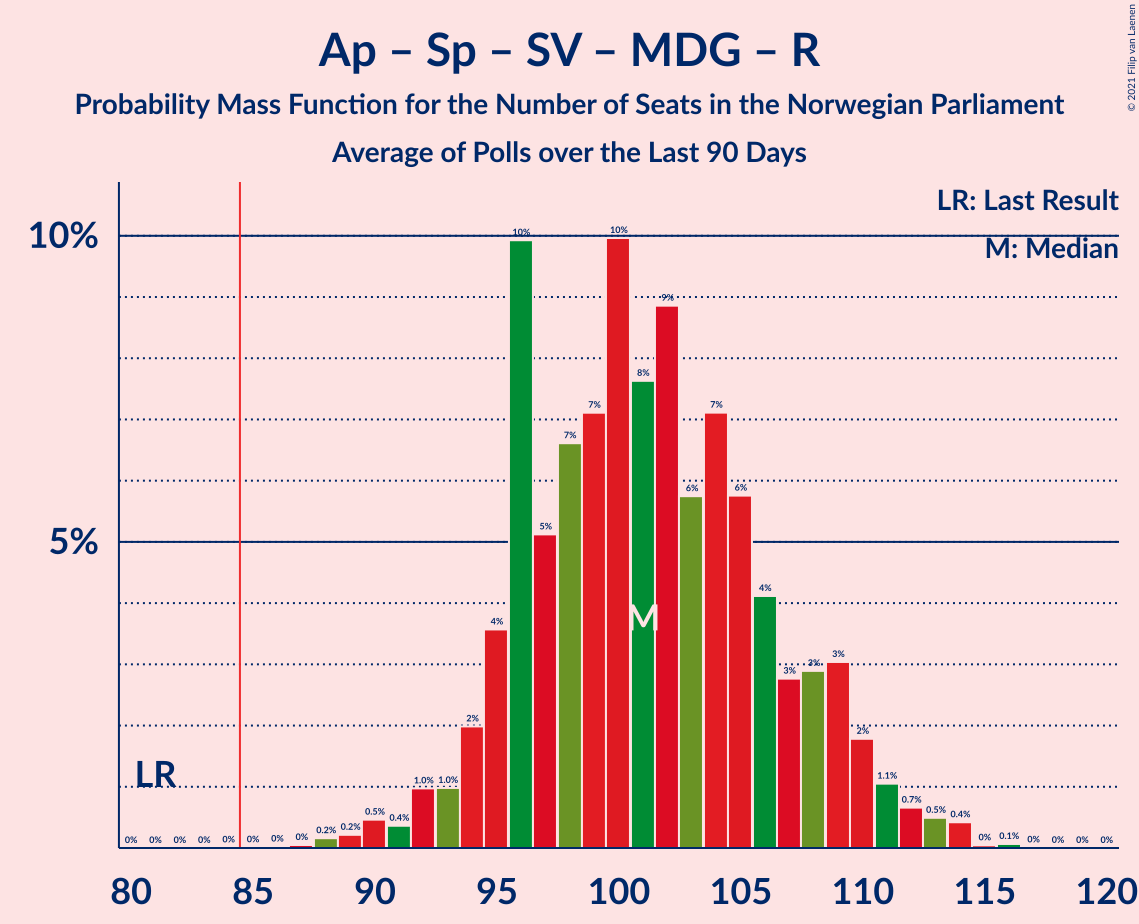 Ap – Sp – SV – MDG – R
Probability Mass Function for the Number of Seats in the Norwegian Parliament
Average of Polls over the Last 90 Days
© 2021 Filip van Laenen
LR: Last Result
M: Median
10%
5%
LR
M
0% 0% 0% 0% 0% 0% 0% 0% 0.2% 0.2% 0.5% 0.4% 1.0% 1.0% 2% 4% 10% 5% 7% 7% 10% 8% 9% 6% 7% 6% 4% 3% 3% 3% 2% 1.1% 0.7% 0.5% 0.4% 0% 0.1% 0% 0% 0% 0%
80 85 90 95 100 105 110 115 120